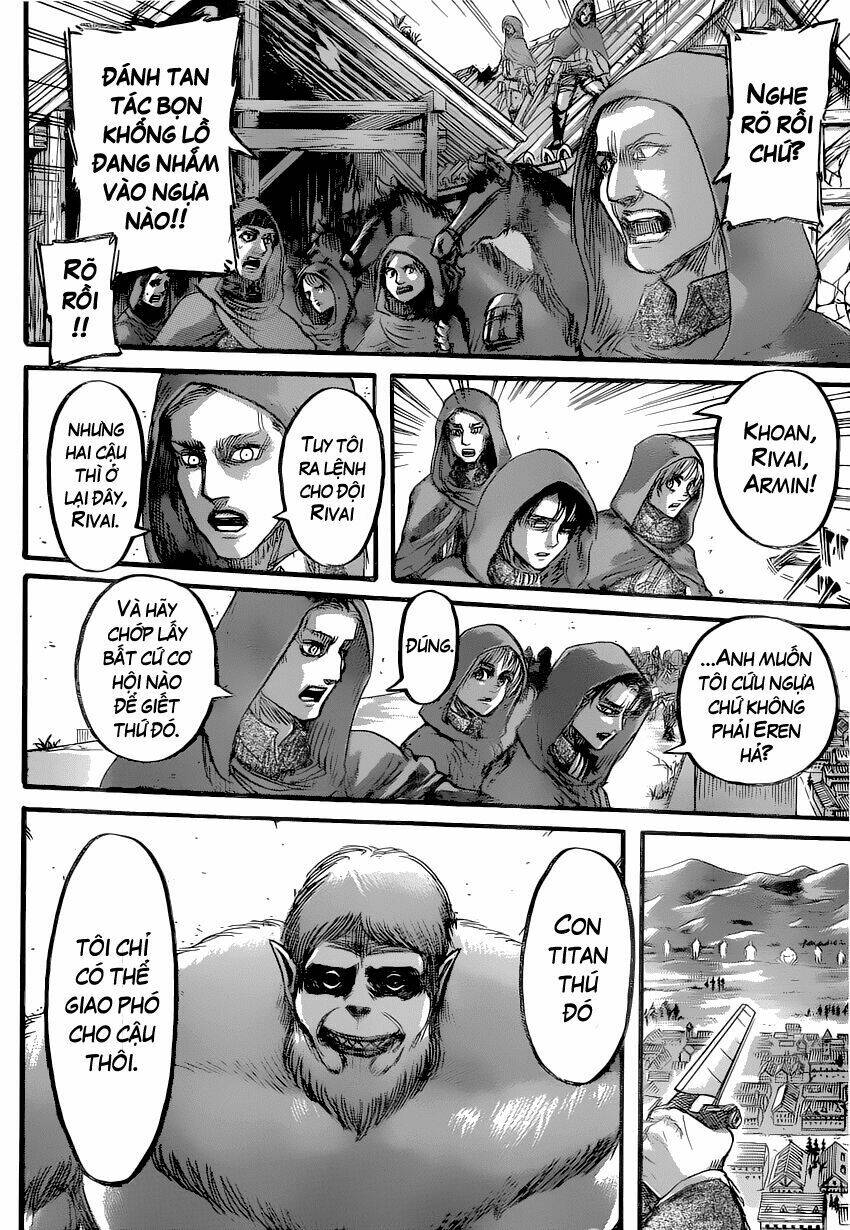 NGHE
RÕ RỒI
CHỨ?
ĐÁNH TAN
TÁC BỌN
KHỔNG LỒ
ĐANG NHẮM
VÀO NGỰA
NÀO!!
RÕ
RỒI
!!
KHOAN,
RIVAI,
ARMIN!
TUY TÔI
RA LỆNH
CHO ĐỘI
RIVAI
NHƯNG
HAI CẬU
THÌ Ở
LẠI ĐÂY,
RIVAI.
...ANH MUỐN
TÔI CỨU NGỰA
CHỨ KHÔNG
PHẢI EREN
HẢ?
ĐÚNG.
VÀ HÃY
CHỚP LẤY
BẤT CỨ CƠ
HỘI NÀO
ĐỂ GIẾT
THỨ ĐÓ.
CON
TITAN
THÚ
ĐÓ
TÔI CHỈ
CÓ THỂ
GIAO PHÓ
CHO CẬU
THÔI.